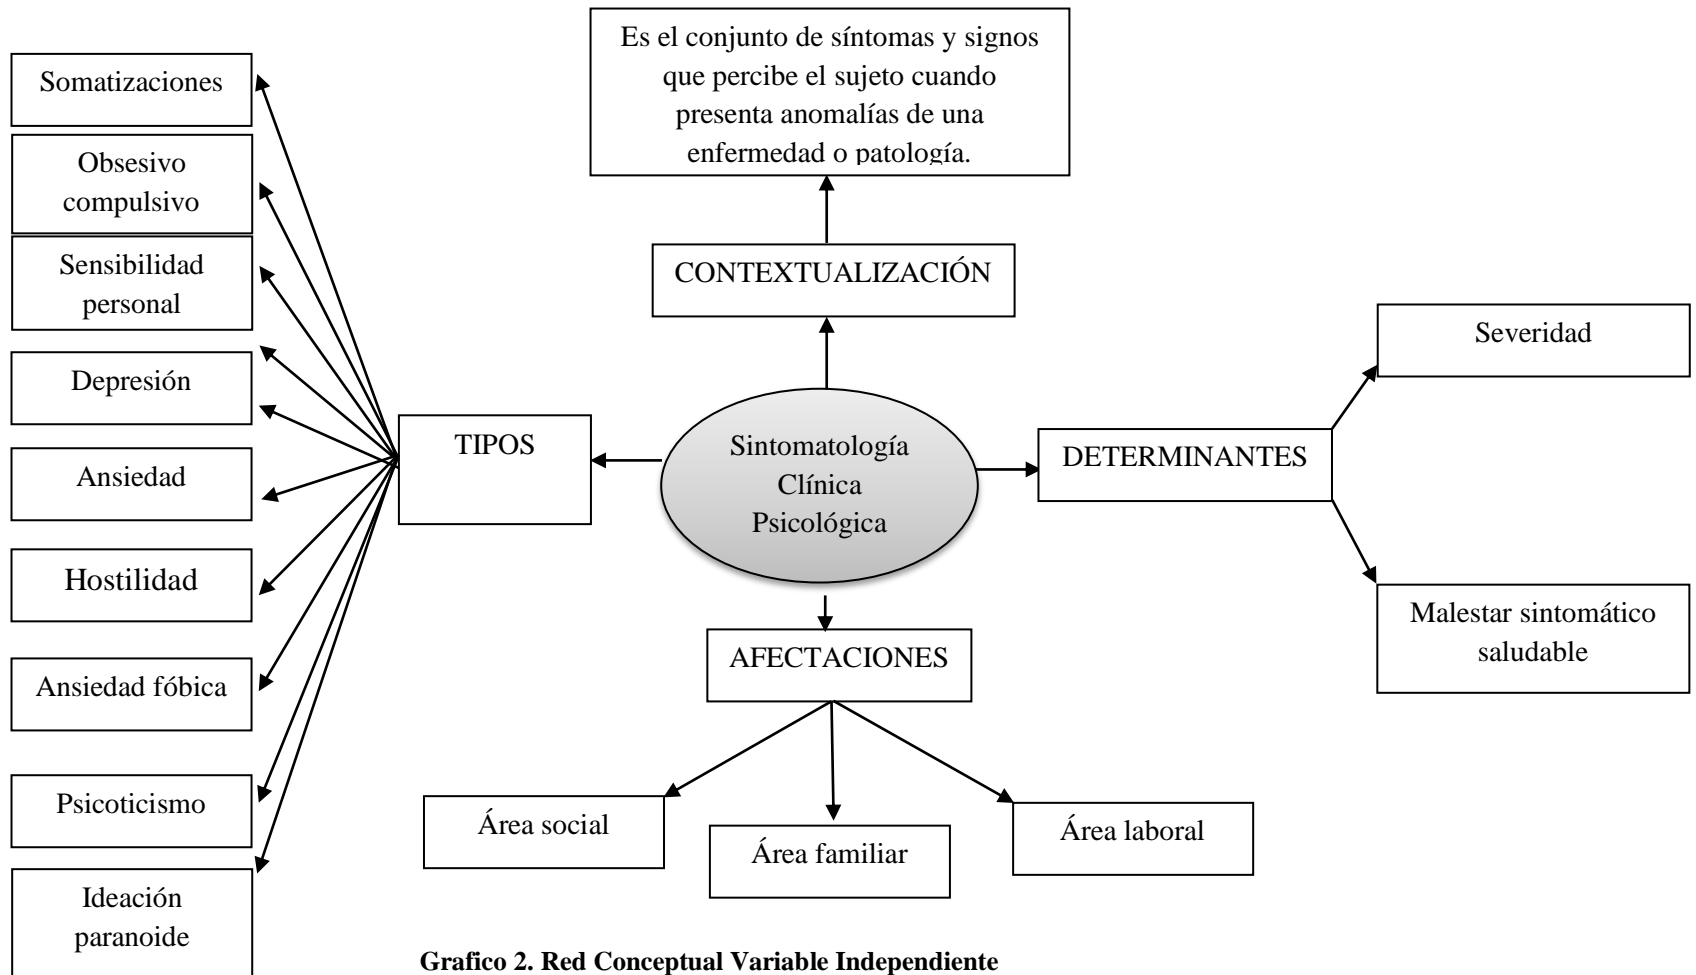 Es el conjunto de síntomas y signos
que percibe el sujeto cuando
presenta anomalías de una
enfermedad o patología.
CONTEXTUALIZACIÓN
Somatizaciones
Obsesivo
compulsivo
Sensibilidad
personal
Depresión
Ansiedad
Hostilidad
Ansiedad fóbica
Psicoticismo
Ideación
paranoide
TIPOS
Sintomatología
Clínica
Psicológica
DETERMINANTES
Severidad
Malestar sintomático
saludable
AFECTACIONES
Área social
Área familiar
Área laboral
Grafico 2. Red Conceptual Variable Independiente